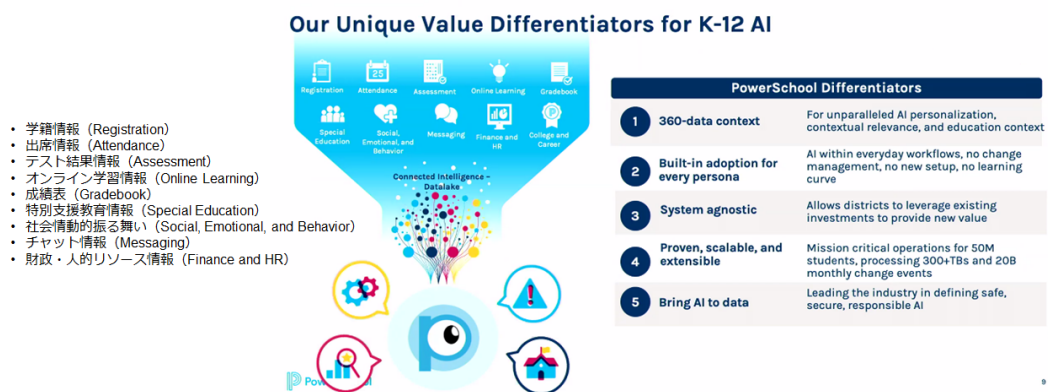 Our Unique Value Differentiators for K-12 AI
• 学籍情報（Registration）
• 出席情報（Attendance）
• テスト結果情報（Assessment）
• オンライン学習情報（Online Learning）
• 成績表（Gradebook）
• 特別支援教育情報（Special Education）
• 社会情動的振る舞い（Social, Emotional, and Behavior）
• チャット情報（Messaging）
• 財政・人的リソース情報（Finance and HR）
Registration
25
Attendance
Assessment
Online Learning
Gradebook
Special
Education
Social,
Emotional, and
Behavior
Messaging
Finance and
HR
College and
Career
Connected Intelligence –
Datalake
PowerSchool Differentiators
1 360-data context
For unparalleled AI personalization,
contextual relevance, and education context
2 Built-in adoption for
every persona
AI within everyday workflows, no change
management, no new setup, no learning
curve
3 System agnostic
Allows districts to leverage existing
investments to provide new value
4 Proven, scalable, and
extensible
Mission critical operations for 50M
students, processing 300+TBs and 20B
monthly change events
5 Bring AI to data
Leading the industry in defining safe,
secure, responsible AI
9